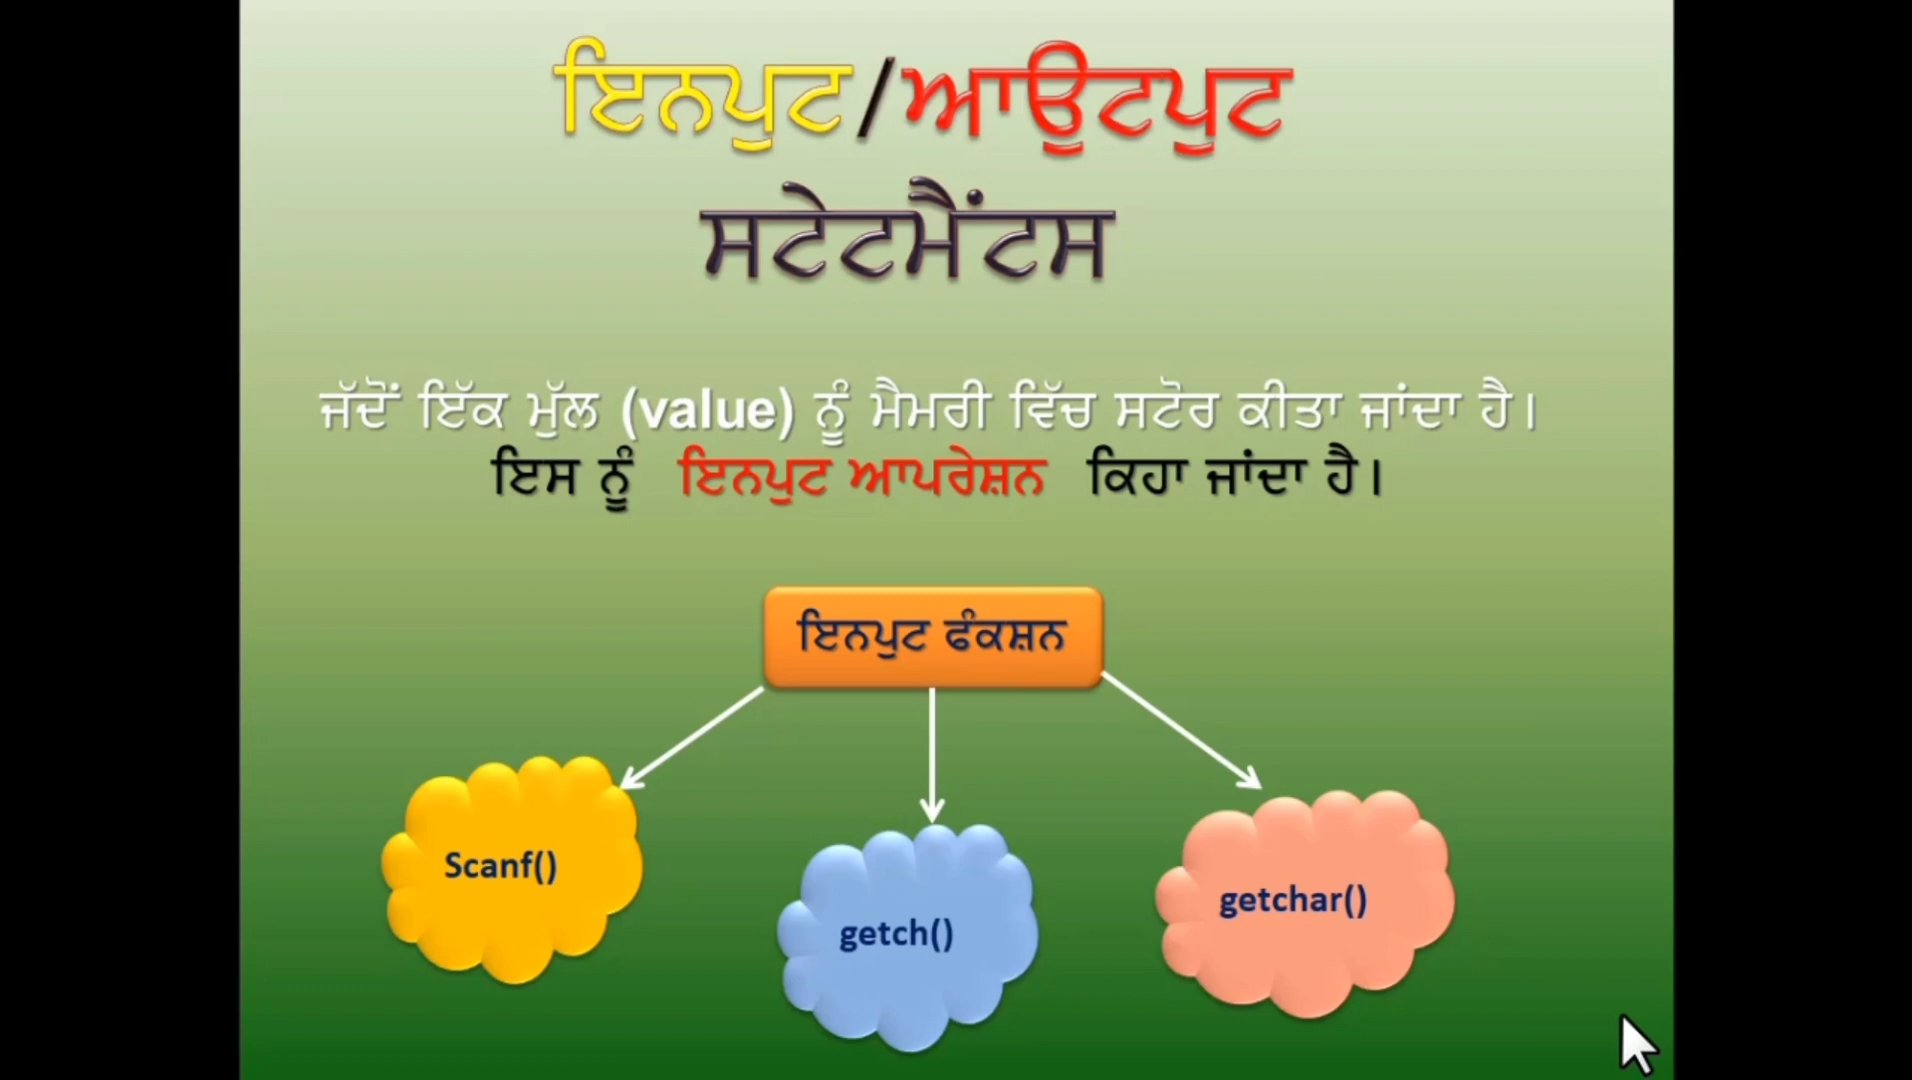 ਇਨਪੁਟ/ਆਉਟਪੁਟ
ਸਟੇਟਮੈਂਟਸ
ਜੱਦੋਂ ਇੱਕ ਮੁੱਲ (value) ਨੂੰ ਮੈਮਰੀ ਵਿੱਚ ਸਟੋਰ ਕੀਤਾ ਜਾਂਦਾ ਹੈ।
ਇਸ ਨੂੰ ਇਨਪੁਟ ਆਪਰੇਸ਼ਨ ਕਿਹਾ ਜਾਂਦਾ ਹੈ।
ਇਨਪੁਟ ਫੰਕਸ਼ਨ
Scanf()
getch()
getchar()